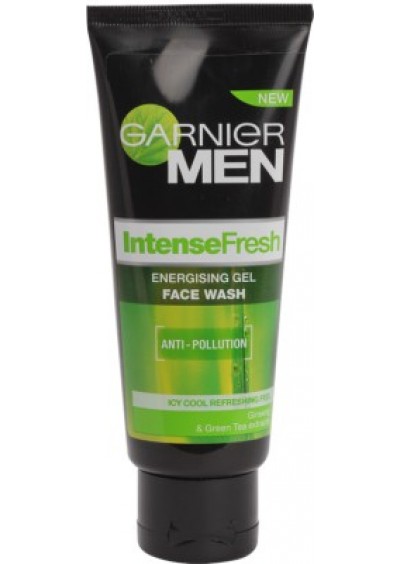 NEW
GARNIER
MEN
IntenseFresh
ENERGISING GEL
FACE WASH
ANTI-POLLUTION
ICY COOL REFRESHING
& Green Tea